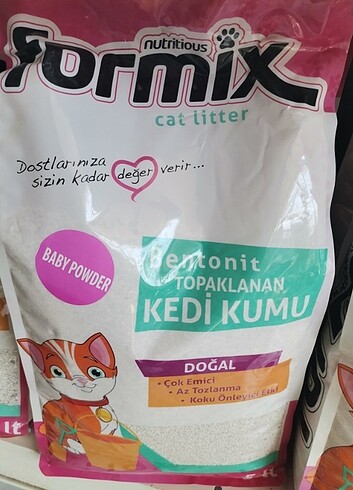 nutritious
formix
cat litter
Dostlarınıza
sizin kadar değer verir...
BABY POWDER
Bentonit
TOPAKLANAN
KEDİ KUMU
DOĞAL
• Çok Emici
• Az Tozlanma
• Koku Önleyici Etki
lt